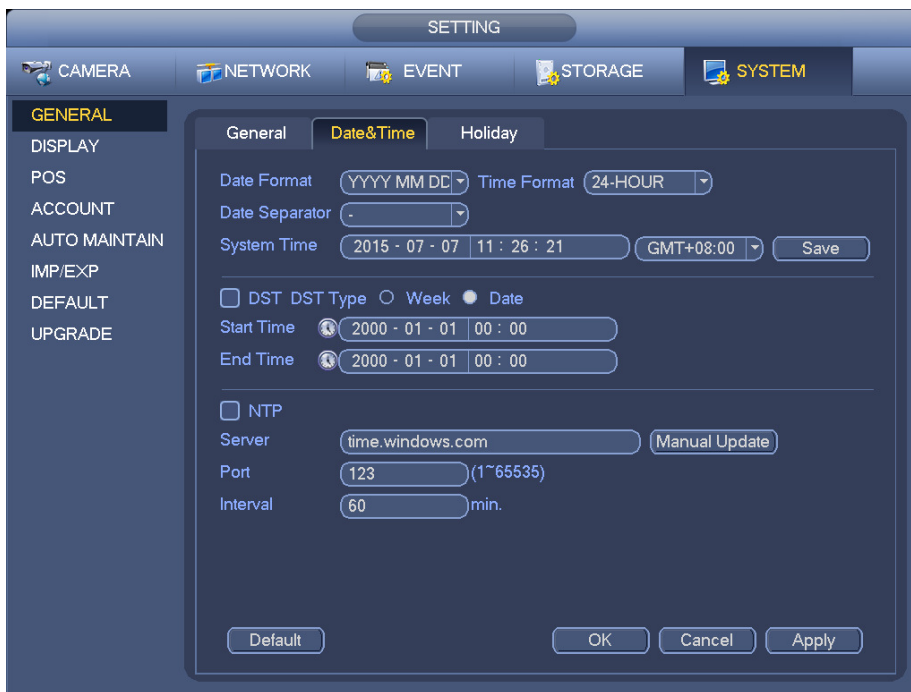 SETTING
CAMERA NETWORK EVENT STORAGE SYSTEM
GENERAL
DISPLAY
POS
ACCOUNT
AUTO MAINTAIN
IMP/EXP
DEFAULT
UPGRADE
General Date&Time Holiday
Date Format YYYY MM DD Time Format 24-HOUR
Date Separator -
System Time 2015 - 07 - 07 11 : 26 : 21 GMT+08:00 Save
DST DST Type Week Date
Start Time 2000 - 01 - 01 00 : 00
End Time 2000 - 01 - 01 00 : 00
NTP
Server time.windows.com Manual Update
Port 123 (1~65535)
Interval 60 min.
Default OK Cancel Apply